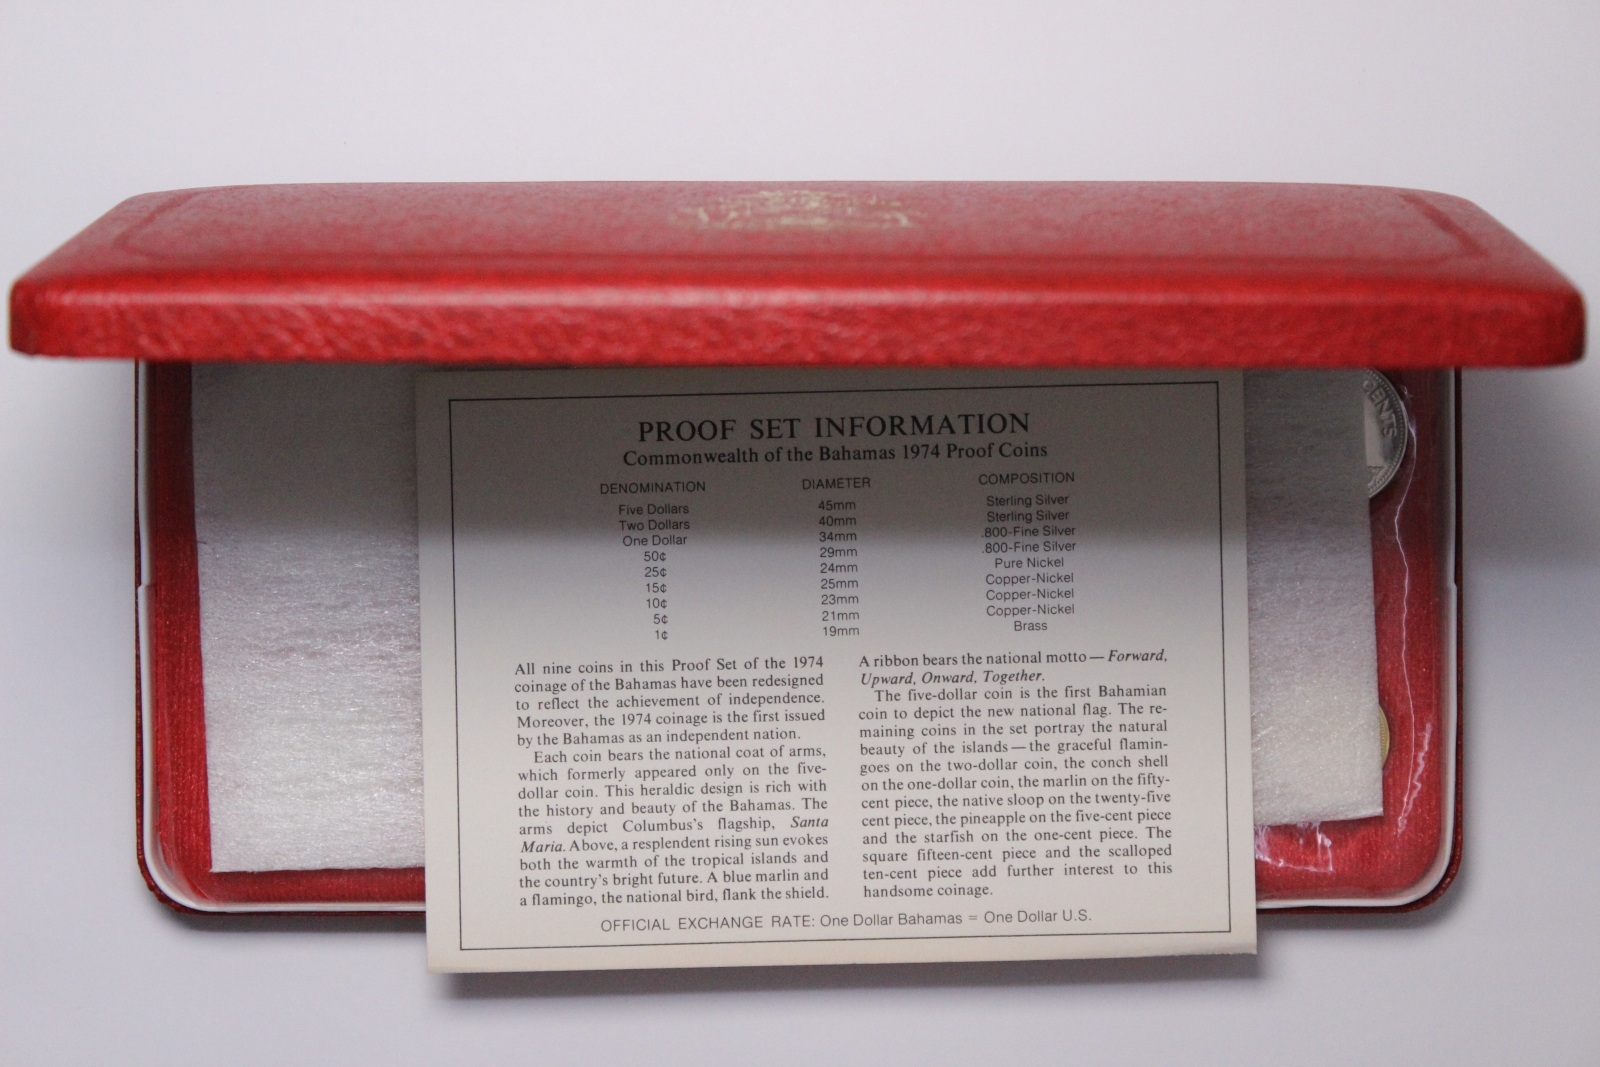 PROOF SET INFORMATION
Commonwealth of the Bahamas 1974 Proof Coins
DENOMINATION DIAMETER COMPOSITION
Five Dollars 45mm Sterling Silver
Two Dollars 40mm Sterling Silver
One Dollar 34mm .800-Fine Silver
50¢ 29mm .800-Fine Silver
25¢ 24mm Pure Nickel
15¢ 25mm Copper-Nickel
10¢ 23mm Copper-Nickel
5¢ 21mm Copper-Nickel
1¢ 19mm Brass
All nine coins in this Proof Set of the 1974
coinage of the Bahamas have been redesigned
to reflect the achievement of independence.
Moreover, the 1974 coinage is the first issued
by the Bahamas as an independent nation.
Each coin bears the national coat of arms,
which formerly appeared only on the five-
dollar coin. This heraldic design is rich with
the history and beauty of the Bahamas. The
arms depict Columbus's flagship, Santa
Maria. Above, a resplendent rising sun evokes
both the warmth of the tropical islands and
the country's bright future. A blue marlin and
a flamingo, the national bird, flank the shield.
A ribbon bears the national motto — Forward,
Upward, Onward, Together.
The five-dollar coin is the first Bahamian
coin to depict the new national flag. The re-
maining coins in the set portray the natural
beauty of the islands — the graceful flamin-
goes on the two-dollar coin, the conch shell
on the one-dollar coin, the marlin on the fifty-
cent piece, the native sloop on the twenty-five
cent piece, the pineapple on the five-cent piece
and the starfish on the one-cent piece. The
square fifteen-cent piece and the scalloped
ten-cent piece add further interest to this
handsome coinage.
OFFICIAL EXCHANGE RATE: One Dollar Bahamas = One Dollar U.S.
CENTS